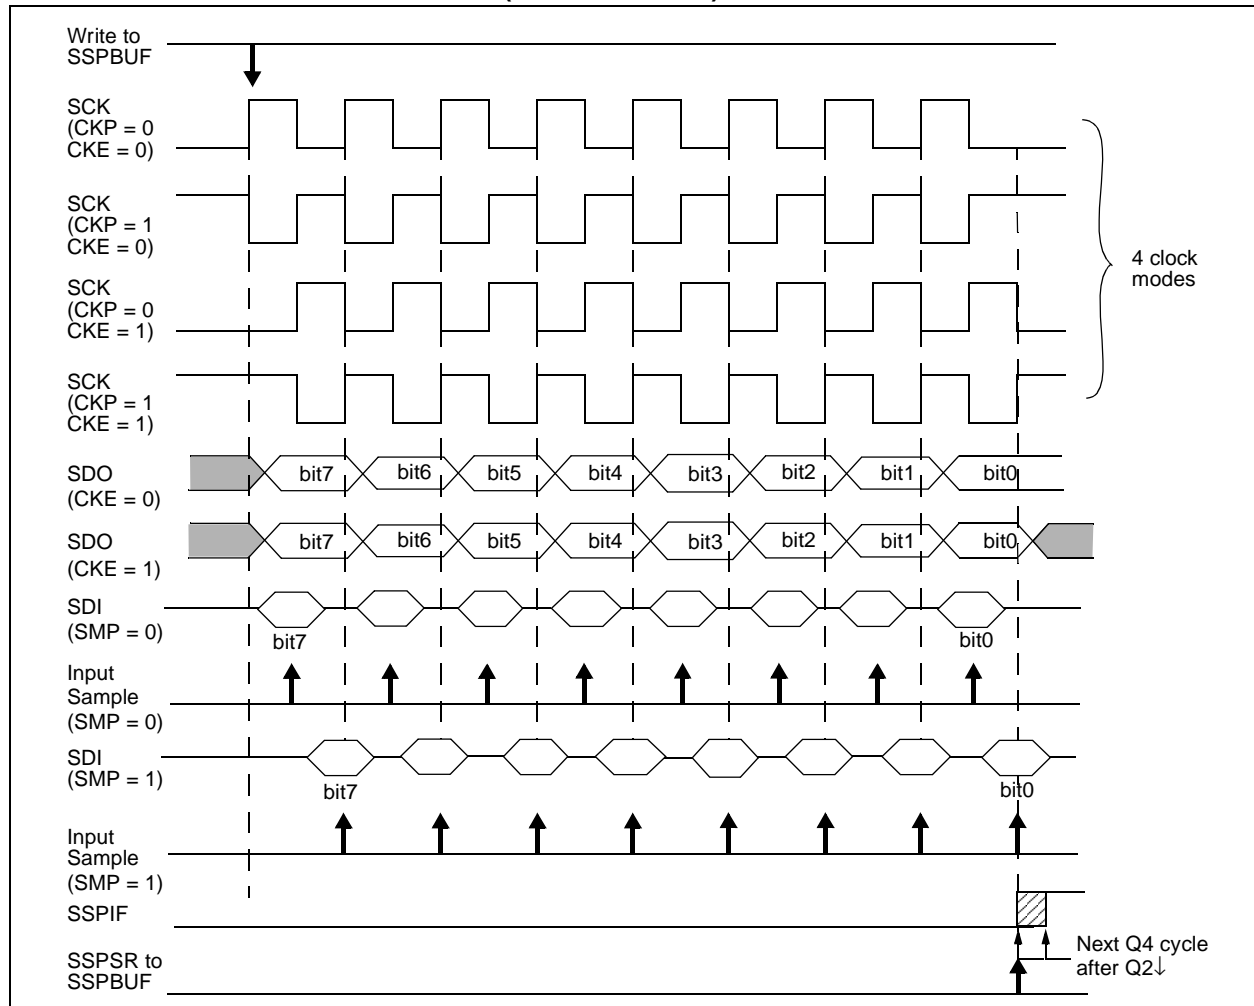 Write to
SSPBUF
SCK
(CKP = 0
CKE = 0)
SCK
(CKP = 1
CKE = 0)
4 clock
modes
SCK
(CKP = 0
CKE = 1)
SCK
(CKP = 1
CKE = 1)
SDO
(CKE = 0)
bit7 bit6 bit5 bit4 bit3 bit2 bit1 bit0
SDO
(CKE = 1)
bit7 bit6 bit5 bit4 bit3 bit2 bit1 bit0
SDI
(SMP = 0)
bit7 bit0
Input
Sample
(SMP = 0)
SDI
(SMP = 1)
bit7 bit0
Input
Sample
(SMP = 1)
SSPIF
Next Q4 cycle
after Q2↓
SSPSR to
SSPBUF